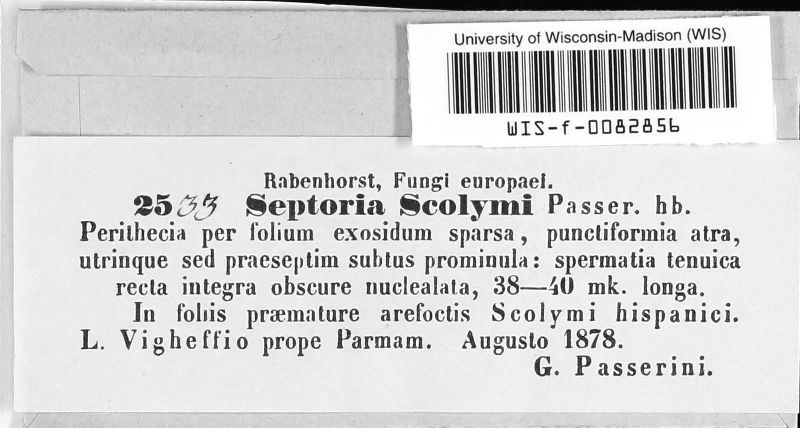 University of Wisconsin-Madison (WIS)
WIS-f-0082856
Rabenhorst, Fungi europaei.
2533 Septoria Scolymi Passer. hb.
Perithecia per folium exosidum sparsa, punctiformia atra,
utrinque sed praeseptim subtus prominula: spermatia tenuica
recta integra obscure nuclealata, 38—40 mk. longa.
In foliis præmature arefoctis Scolymi hispanici.
L. Vigheffio prope Parmam. Augusto 1878.
G. Passerini.